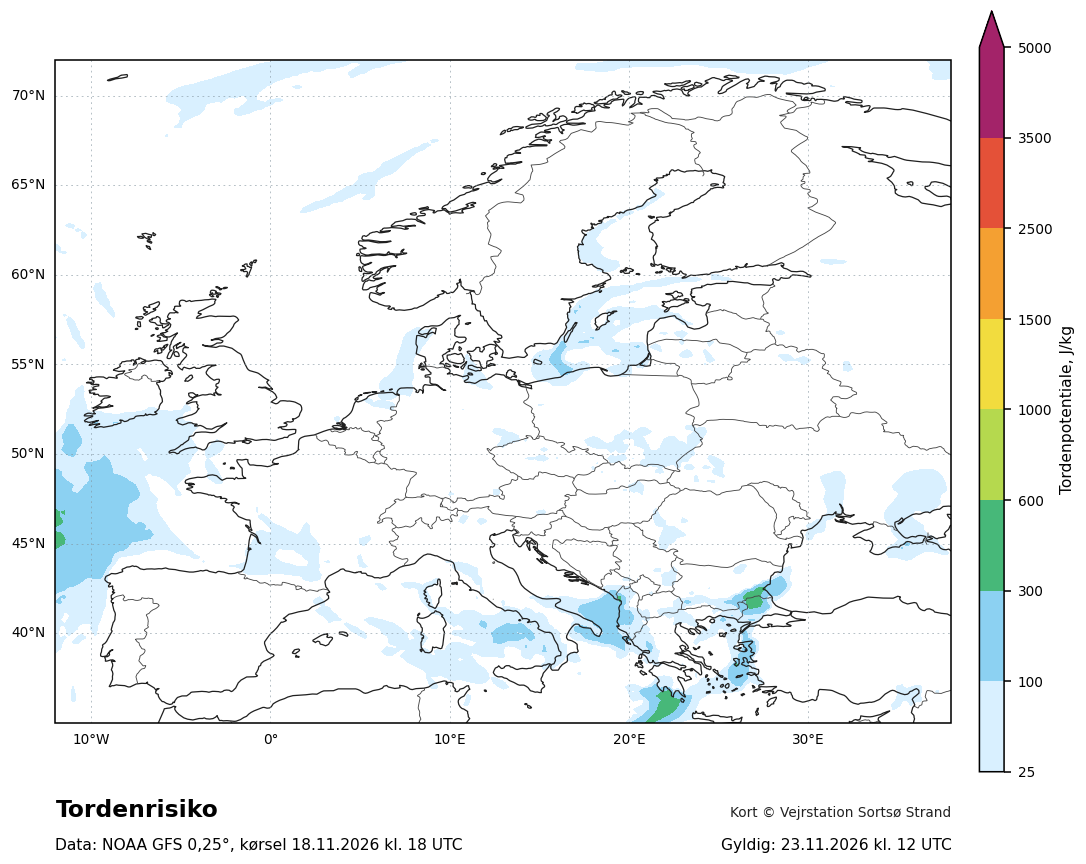 70°N
65°N
60°N
55°N
50°N
45°N
40°N
10°W
0°
10°E
20°E
30°E
5000
3500
2500
1500
1000
600
300
100
25
Tordenpotentiale, J/kg
Tordenrisiko
Kort © Vejrstation Sortsø Strand
Data: NOAA GFS 0,25°, kørsel 18.11.2026 kl. 18 UTC
Gyldig: 23.11.2026 kl. 12 UTC